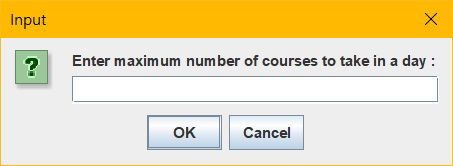 Input
?
Enter maximum number of courses to take in a day :
OK
Cancel